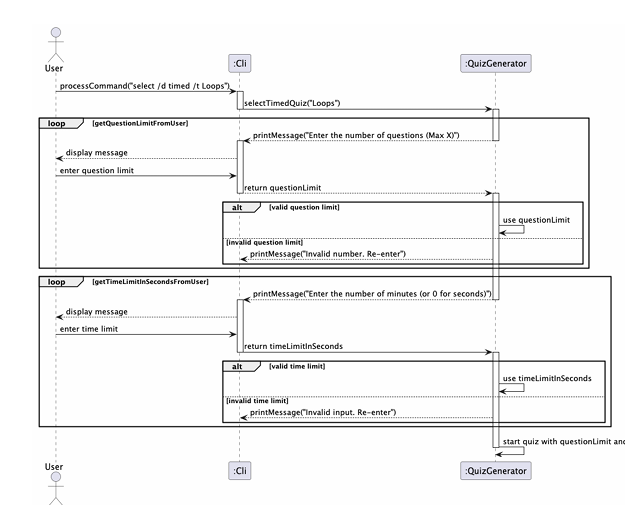 User
:Cli
:QuizGenerator
processCommand("select /d timed /t Loops")
selectTimedQuiz("Loops")
loop
[getQuestionLimitFromUser]
printMessage("Enter the number of questions (Max X)")
display message
enter question limit
return questionLimit
alt
[valid question limit]
use questionLimit
[invalid question limit]
printMessage("Invalid number. Re-enter")
loop
[getTimeLimitInSecondsFromUser]
printMessage("Enter the number of minutes (or 0 for seconds)")
display message
enter time limit
return timeLimitInSeconds
alt
[valid time limit]
use timeLimitInSeconds
[invalid time limit]
printMessage("Invalid input. Re-enter")
start quiz with questionLimit and
User
:Cli
:QuizGenerator